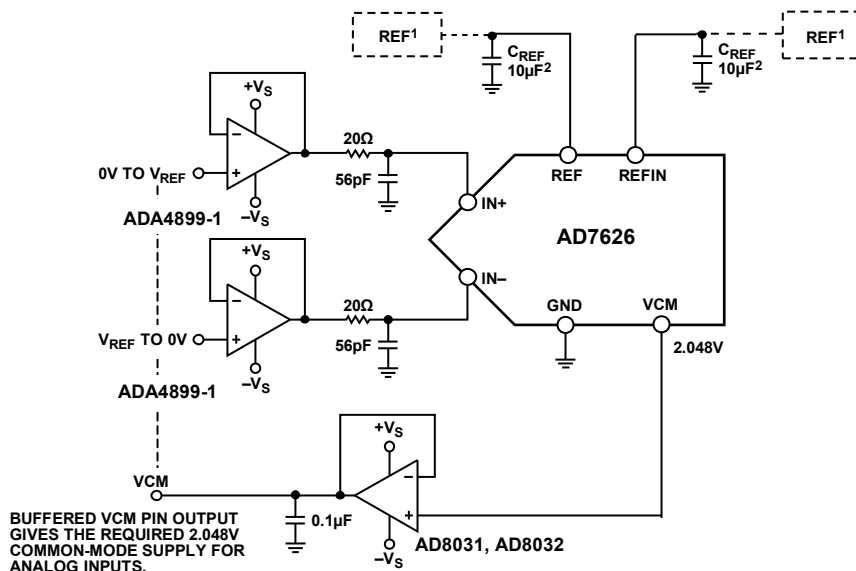 REF1
CREF
10µF2
CREF
10µF2
REF1
+VS
–
+
–VS
0V TO VREF
ADA4899-1
20Ω
56pF
REF
REFIN
IN+
AD7626
IN–
GND
VCM
2.048V
+VS
–
+
–VS
VREF TO 0V
ADA4899-1
20Ω
56pF
VCM
+VS
–
+
–VS
0.1µF
AD8031, AD8032
BUFFERED VCM PIN OUTPUT
GIVES THE REQUIRED 2.048V
COMMON-MODE SUPPLY FOR
ANALOG INPUTS.